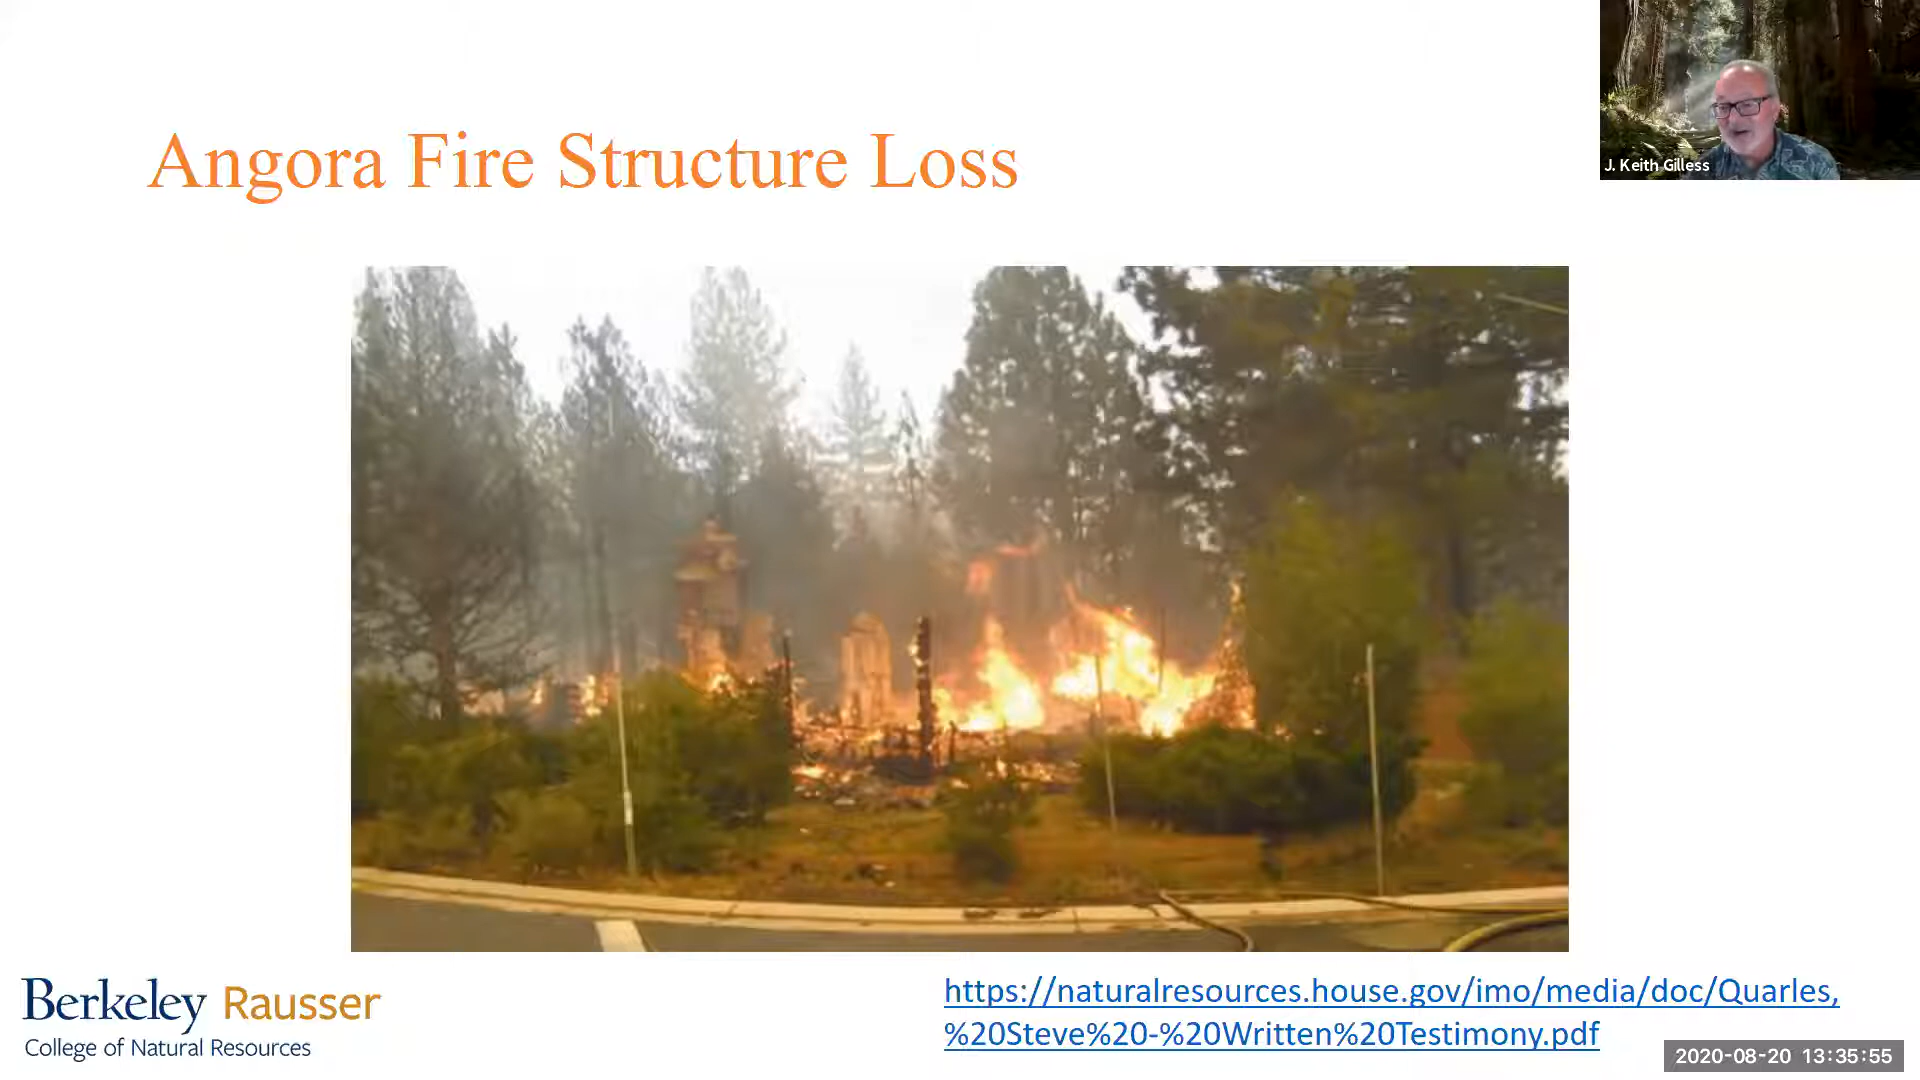 J. Keith Gilless
Angora Fire Structure Loss
Berkeley Rausser
College of Natural Resources
https://naturalresources.house.gov/imo/media/doc/Quarles,
%20Steve%20-%20Written%20Testimony.pdf
2020-08-20 13:35:55